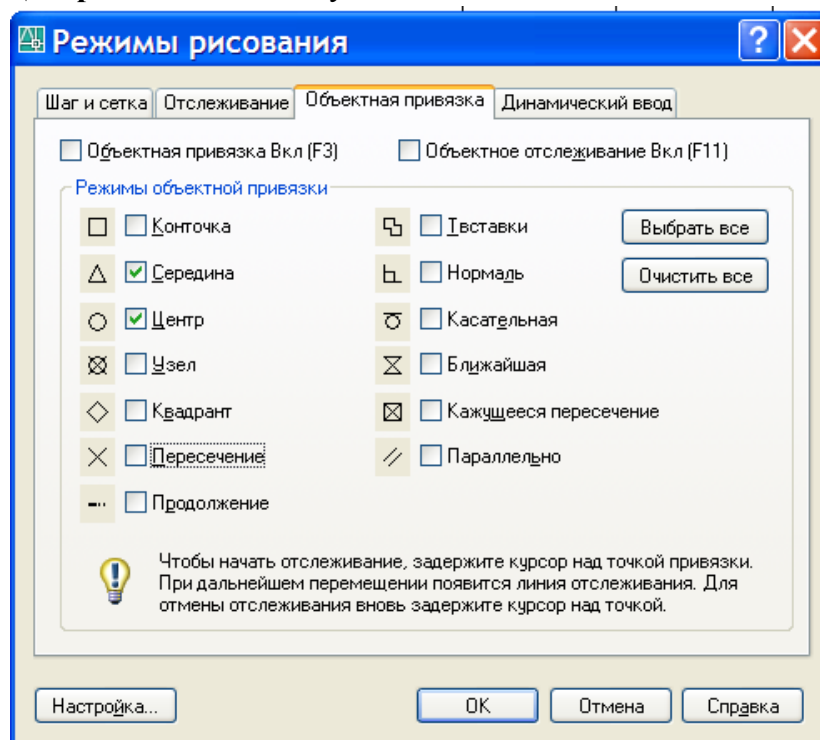 Режимы рисования
Шаг и сетка Отслеживание Объектная привязка Динамический ввод
Объектная привязка Вкл (F3) Объектное отслеживание Вкл (F11)
Режимы объектной привязки
Конточка Твставки Выбрать все
Середина Нормаль Очистить все
Центр Касательная
Узел Ближайшая
Квадрант Кажущееся пересечение
Пересечение Параллельно
Продолжение
Чтобы начать отслеживание, задержите курсор над точкой привязки.
При дальнейшем перемещении появится линия отслеживания. Для
отмены отслеживания вновь задержите курсор над точкой.
Настройка... OK Отмена Справка